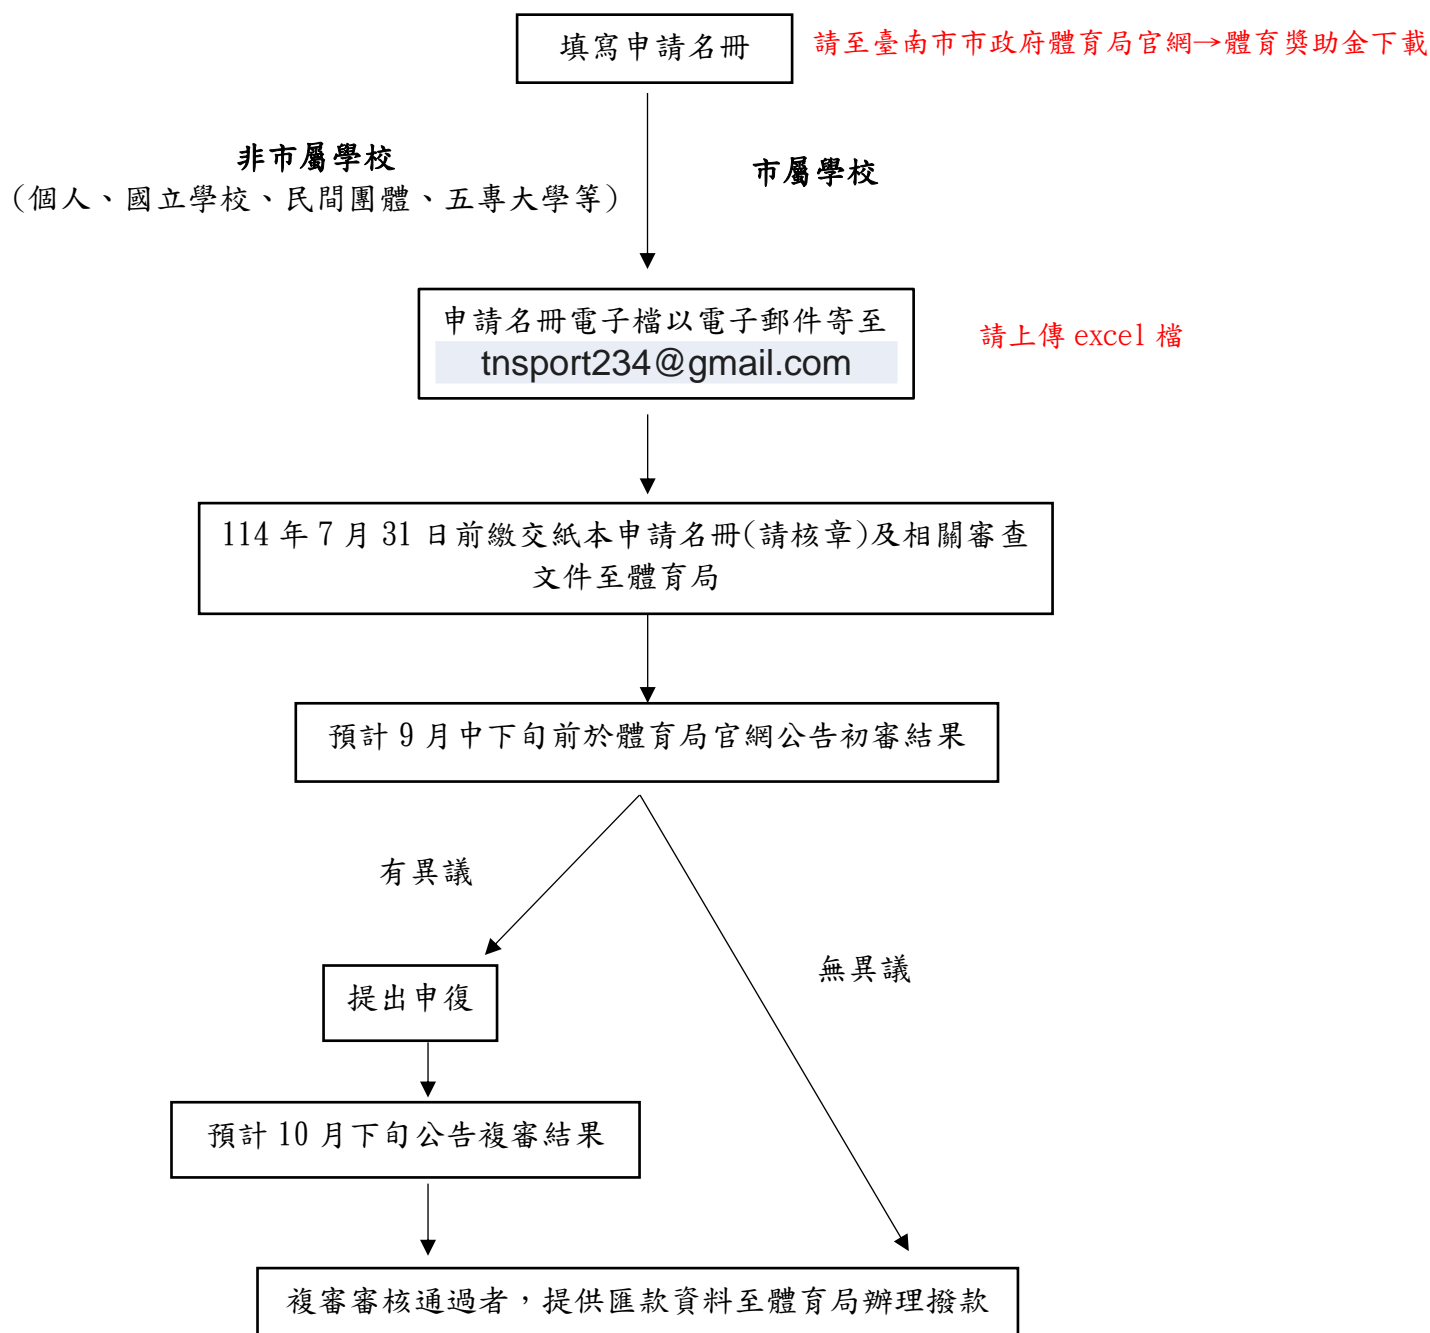 填寫申請名冊
請至臺南市市政府體育局官網→體育獎助金下載
非市屬學校
(個人、國立學校、民間團體、五專大學等)
市屬學校
申請名冊電子檔以電子郵件寄至
tnsport234@gmail.com
請上傳 excel 檔
114 年 7 月 31 日前繳交紙本申請名冊(請核章)及相關審查
文件至體育局
預計 9 月中下旬前於體育局官網公告初審結果
有異議
無異議
提出申復
預計 10 月下旬公告複審結果
複審審核通過者，提供匯款資料至體育局辦理撥款